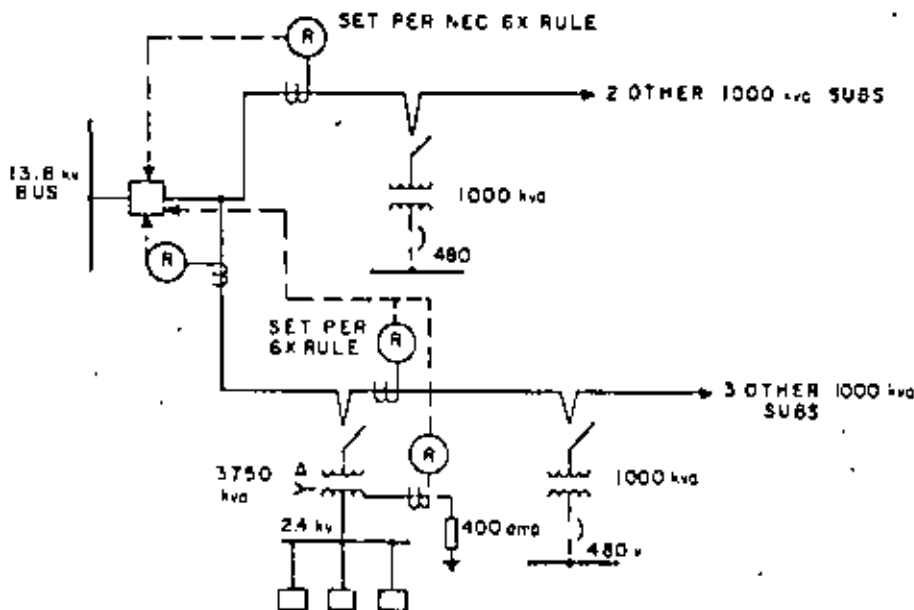 SET PER NEC 6X RULE
R
2 OTHER 1000 kva SUBS
13.8 kv
BUS
1000 kva
480
R
SET PER
6X RULE
R
3 OTHER 1000 kva
SUBS
R
3750
kva
Δ
Y
1000 kva
2.4 kv
400 amp
480 v